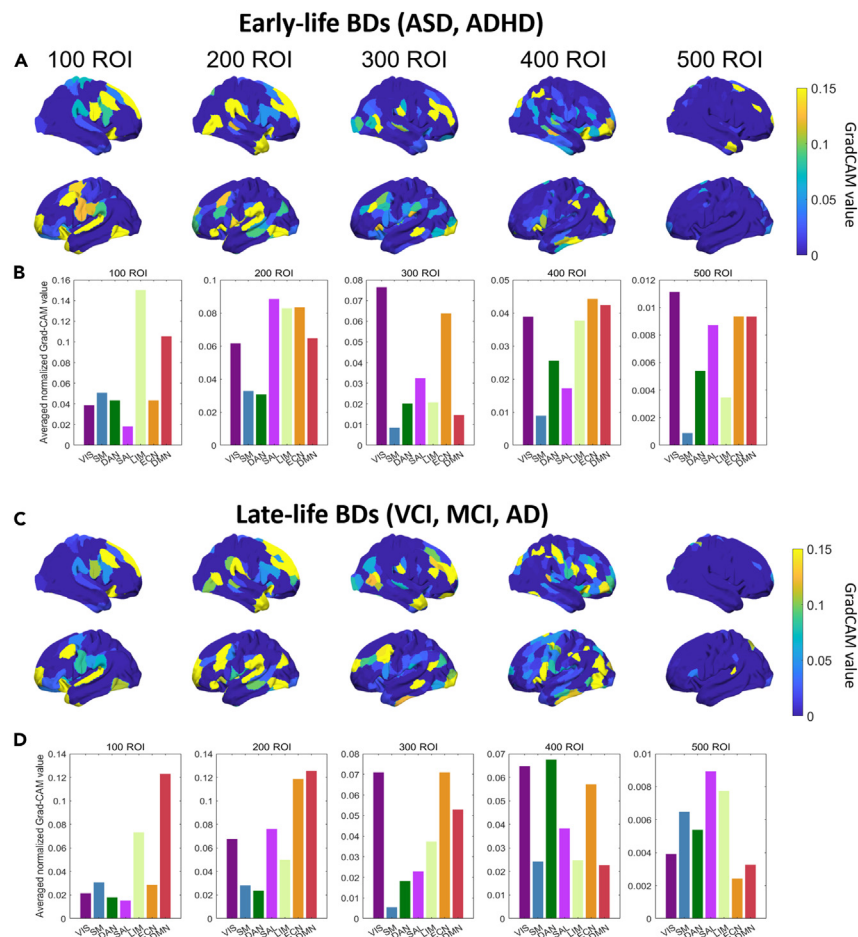 Early-life BDs (ASD, ADHD)
A
100 ROI 200 ROI 300 ROI 400 ROI 500 ROI
0.15
0.1
0.05
0
GradCAM value
B
100 ROI 200 ROI 300 ROI 400 ROI 500 ROI
Averaged normalized Grad-CAM value
0.16 0.14 0.12 0.1 0.08 0.06 0.04 0.02 0
VIS SM DAN SAL LIM ECN DMN
0.1 0.08 0.06 0.04 0.02 0
VIS SM DAN SAL LIM ECN DMN
0.08 0.07 0.06 0.05 0.04 0.03 0.02 0.01 0
VIS SM DAN SAL LIM ECN DMN
0.05 0.04 0.03 0.02 0.01 0
VIS SM DAN SAL LIM ECN DMN
0.012 0.01 0.008 0.006 0.004 0.002 0
VIS SM DAN SAL LIM ECN DMN
C
Late-life BDs (VCI, MCI, AD)
0.15
0.1
0.05
0
GradCAM value
D
100 ROI 200 ROI 300 ROI 400 ROI 500 ROI
Averaged normalized Grad-CAM value
0.14 0.12 0.1 0.08 0.06 0.04 0.02 0
VIS SM DAN SAL LIM ECN DMN
0.14 0.12 0.1 0.08 0.06 0.04 0.02 0
VIS SM DAN SAL LIM ECN DMN
0.08 0.07 0.06 0.05 0.04 0.03 0.02 0.01 0
VIS SM DAN SAL LIM ECN DMN
0.07 0.06 0.05 0.04 0.03 0.02 0.01 0
VIS SM DAN SAL LIM ECN DMN
0.01 0.008 0.006 0.004 0.002 0
VIS SM DAN SAL LIM ECN DMN